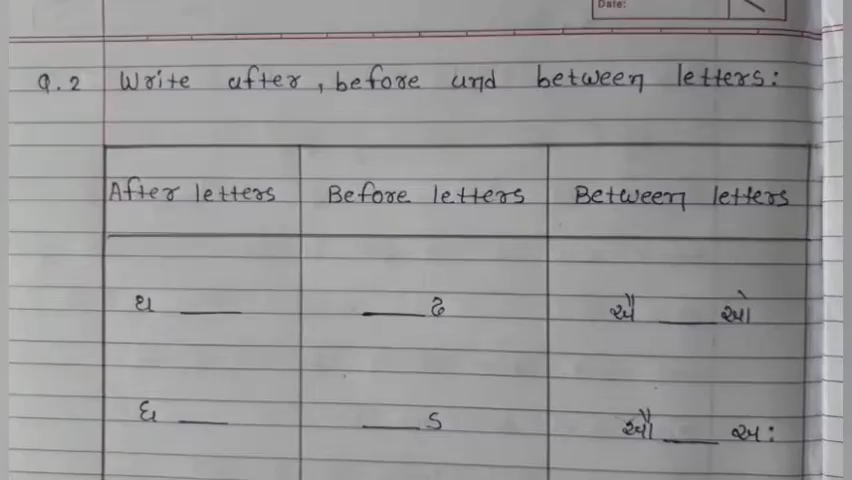 Date:
Q.2 Write after, before and between letters:
After letters Before letters Between letters
થ ____ ____ ઢ ઐ ____ ઓ
ધ ____ ____ ડ ઔ ____ અઃ